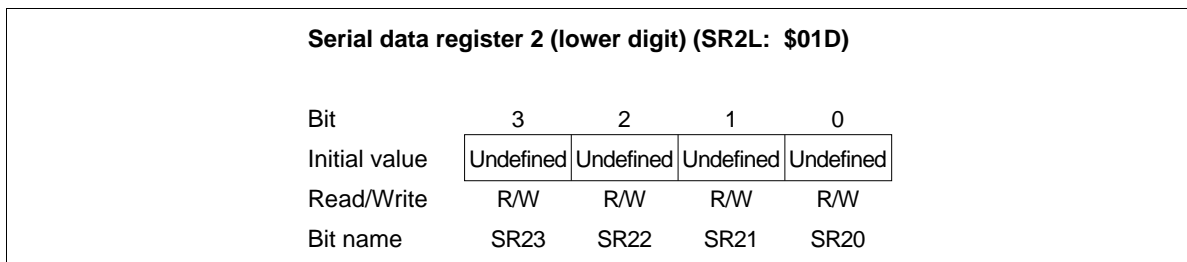 Serial data register 2 (lower digit) (SR2L: $01D)
Bit 3 2 1 0
Initial value Undefined Undefined Undefined Undefined
Read/Write R/W R/W R/W R/W
Bit name SR23 SR22 SR21 SR20